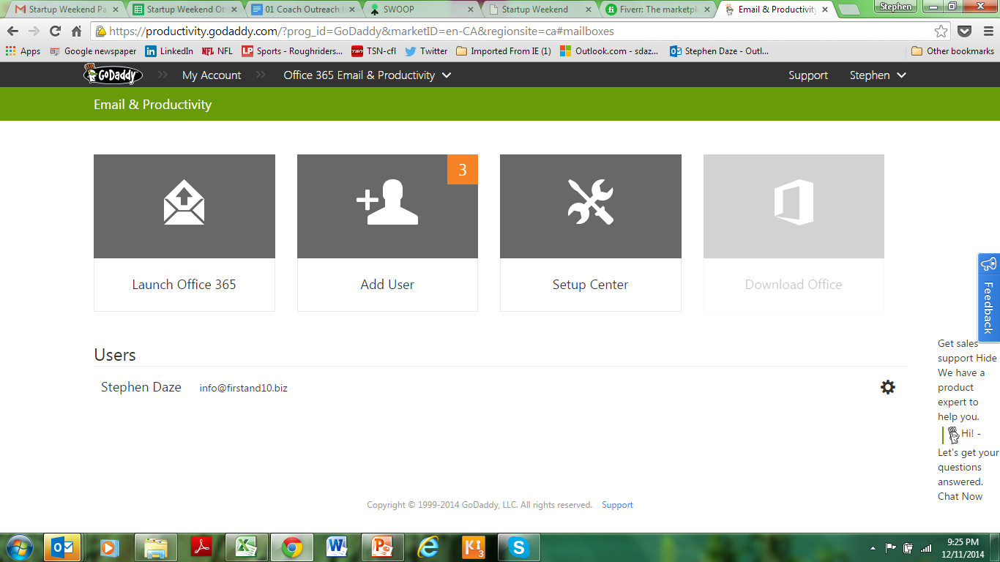 Startup Weekend Pa
Startup Weekend Ot
01 Coach Outreach
SWOOP
Startup Weekend
Fiverr: The marketpl
Email & Productivity
Stephen
https://productivity.godaddy.com/?prog_id=GoDaddy&marketID=en-CA&regionsite=ca#mailboxes
Apps
Google newspaper
LinkedIn
NFL NFL
LP Sports - Roughriders...
TSN TSN-cfl
Twitter
Imported From IE (1)
Outlook.com - sdaz...
Stephen Daze - Outl...
Other bookmarks
GoDaddy
My Account
Office 365 Email & Productivity
Support
Stephen
Email & Productivity
3
Launch Office 365
Add User
Setup Center
Download Office
Feedback
Users
Stephen Daze
info@firstand10.biz
Get sales
support Hide
We have a
product
expert to
help you.
Hi! -
Let's get your
questions
answered.
Chat Now
Copyright © 1999-2014 GoDaddy, LLC. All rights reserved.
Support
9:25 PM
12/11/2014